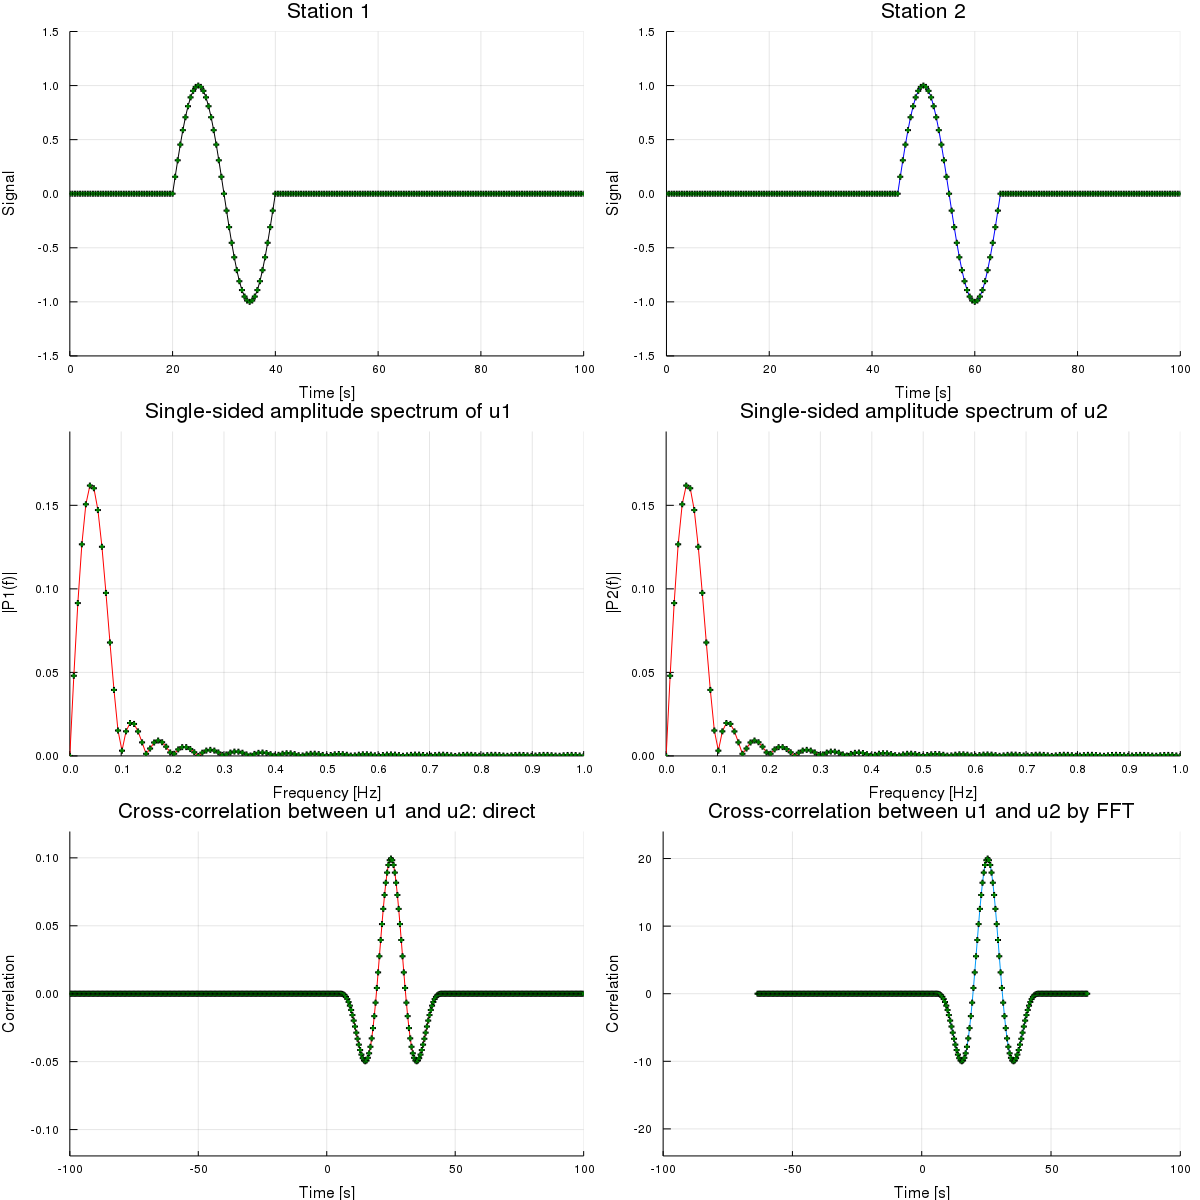 Station 1
1.5
1.0
0.5
0.0
-0.5
-1.0
-1.5
Signal
0 20 40 60 80 100
Time [s]
Station 2
1.5
1.0
0.5
0.0
-0.5
-1.0
-1.5
Signal
0 20 40 60 80 100
Time [s]
Single-sided amplitude spectrum of u1
0.15
0.10
0.05
0.00
|P1(f)|
0.0 0.1 0.2 0.3 0.4 0.5 0.6 0.7 0.8 0.9 1.0
Frequency [Hz]
Single-sided amplitude spectrum of u2
0.15
0.10
0.05
0.00
|P2(f)|
0.0 0.1 0.2 0.3 0.4 0.5 0.6 0.7 0.8 0.9 1.0
Frequency [Hz]
Cross-correlation between u1 and u2: direct
0.10
0.05
0.00
-0.05
-0.10
Correlation
-100 -50 0 50 100
Time [s]
Cross-correlation between u1 and u2 by FFT
20
10
0
-10
-20
Correlation
-100 -50 0 50 100
Time [s]